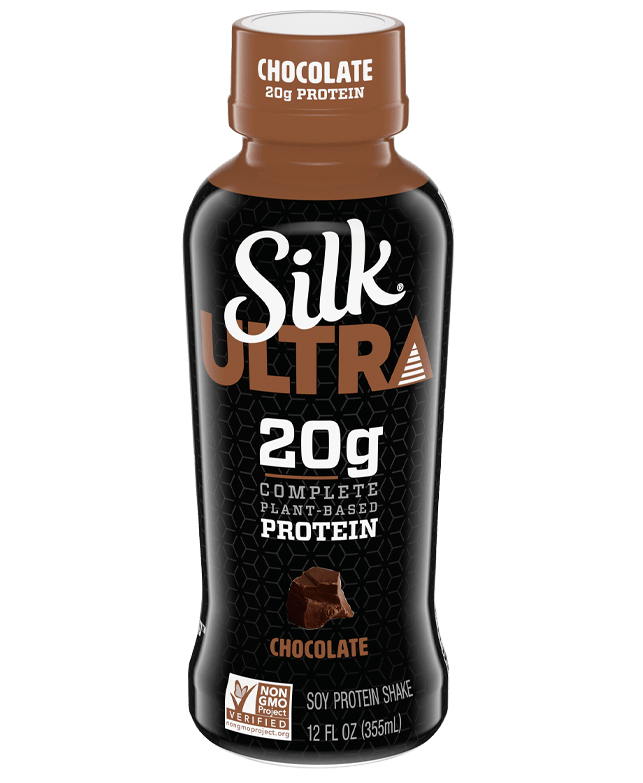 CHOCOLATE
20g PROTEIN
Silk®
ULTRA
20g
COMPLETE
PLANT-BASED
PROTEIN
CHOCOLATE
NON
GMO
Project
VERIFIED
nongmoproject.org
SOY PROTEIN SHAKE
12 FL OZ (355mL)